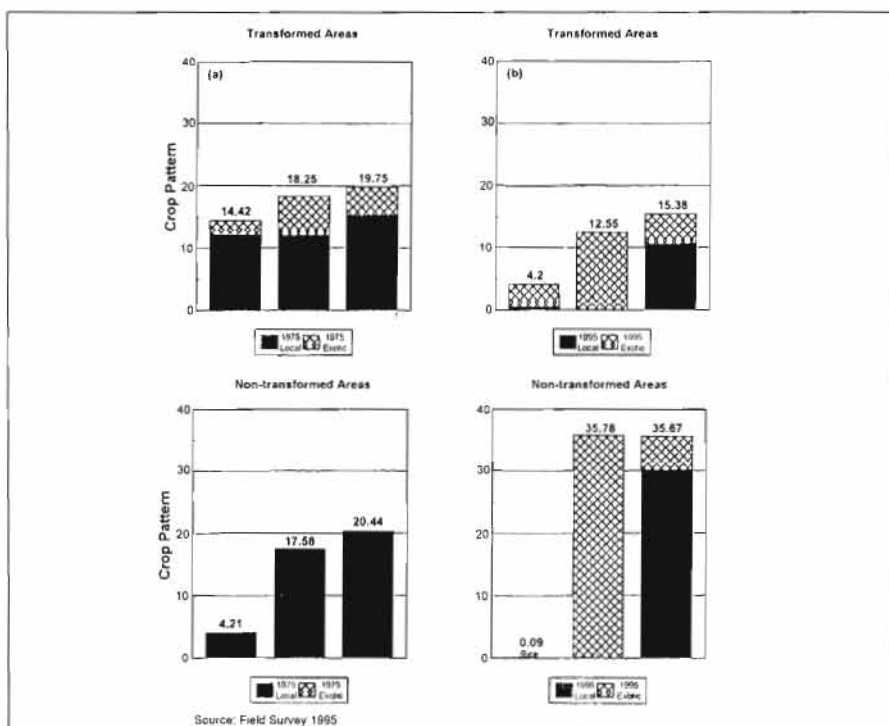 Transformed Areas
(a)
40
30
20
10
0
Crop Pattern
14.42
18.25
19.75
1975 Local 1975 Exotic
Transformed Areas
(b)
40
30
20
10
0
4.2
12.55
15.38
1995 Local 1995 Exotic
Non-transformed Areas
40
30
20
10
0
Crop Pattern
4.21
17.58
20.44
1975 Local 1975 Exotic
Non-transformed Areas
40
30
20
10
0
0.09
35.78
35.67
1995 Local 1995 Exotic
Source: Field Survey 1995